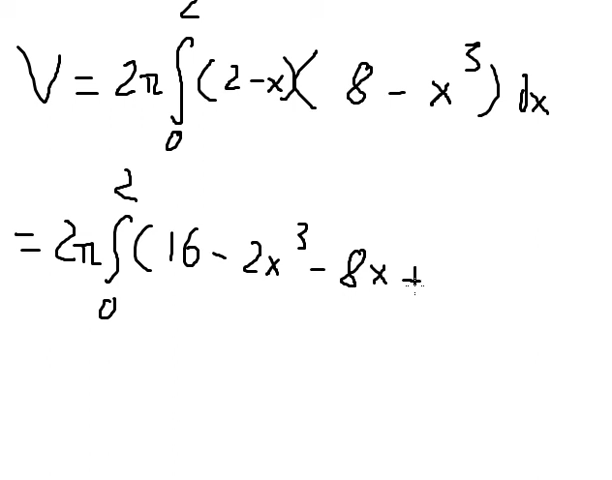 V = 2π∫₀²(2-x)(8-x³)dx
= 2π∫₀²(16-2x³-8x+